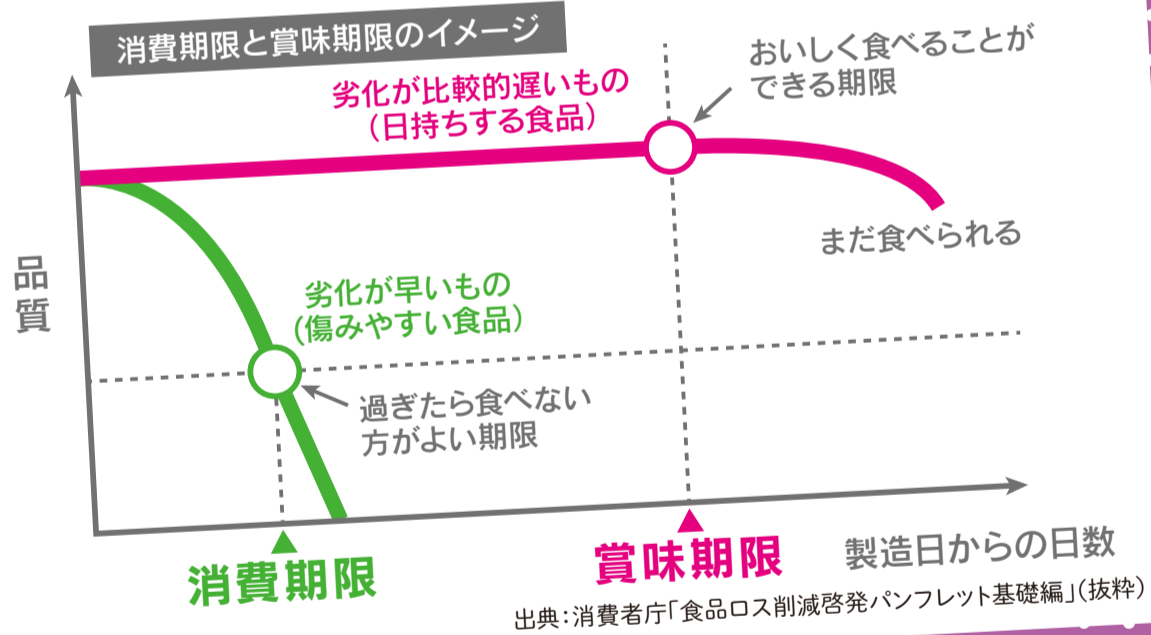 消費期限と賞味期限のイメージ
おいしく食べることが
できる期限
劣化が比較的遅いもの
（日持ちする食品）
まだ食べられる
品質
劣化が早いもの
（傷みやすい食品）
過ぎたら食べない
方がよい期限
消費期限
賞味期限
製造日からの日数
出典：消費者庁「食品ロス削減啓発パンフレット基礎編」（抜粋）